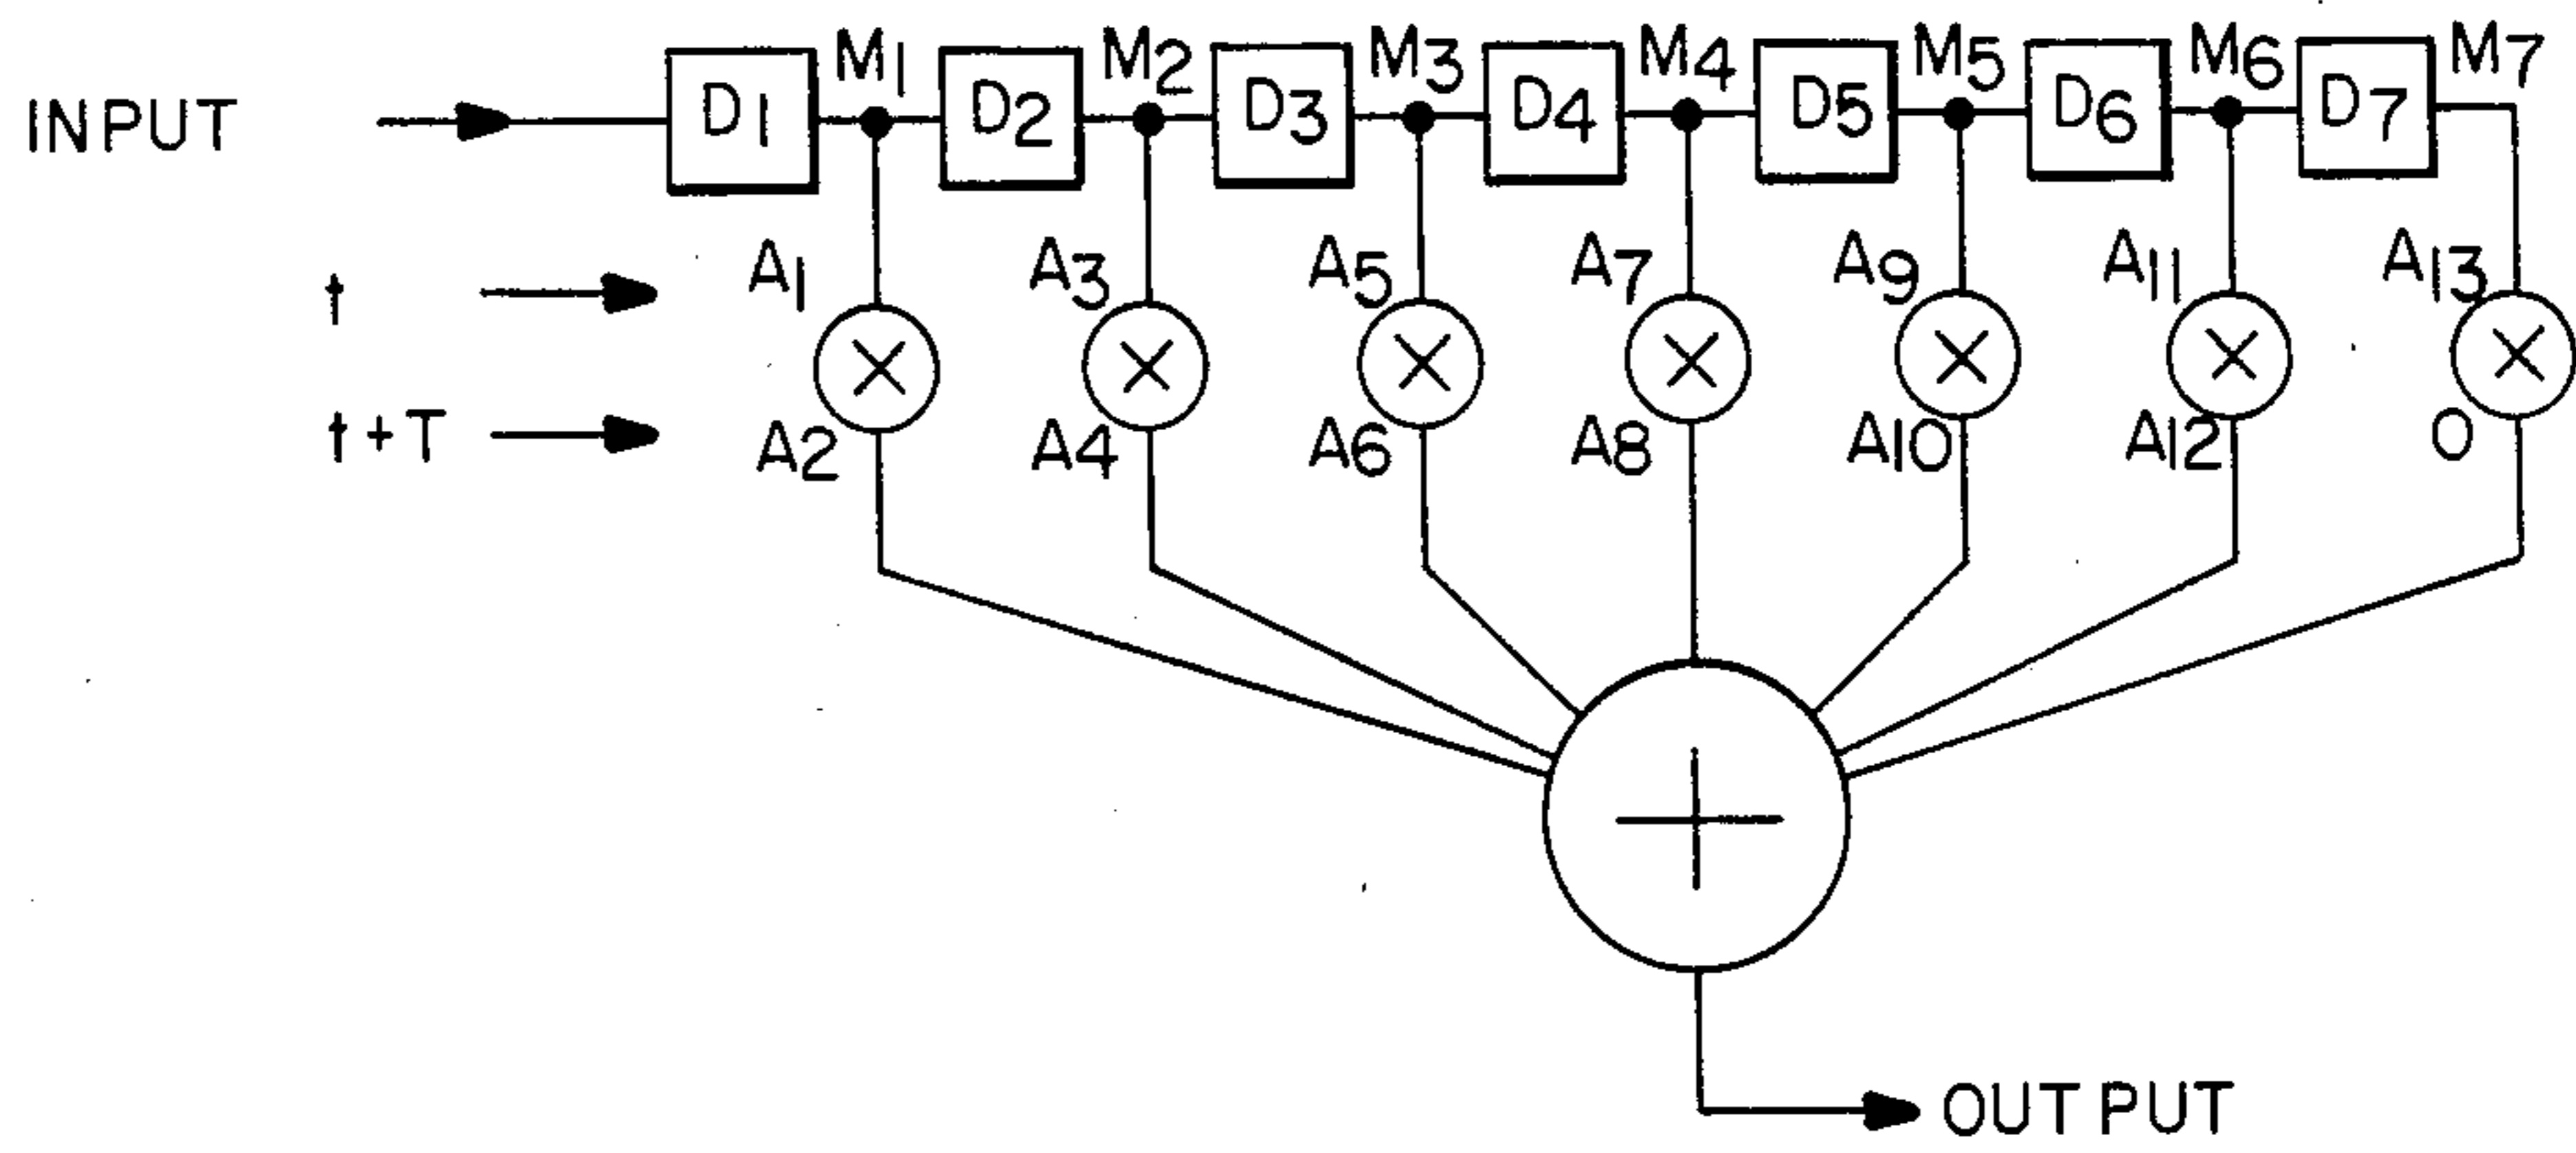 INPUT D1 M1 D2 M2 D3 M3 D4 M4 D5 M5 D6 M6 D7 M7
t A1 A3 A5 A7 A9 A11 A13
t+T A2 A4 A6 A8 A10 A12 0
OUTPUT